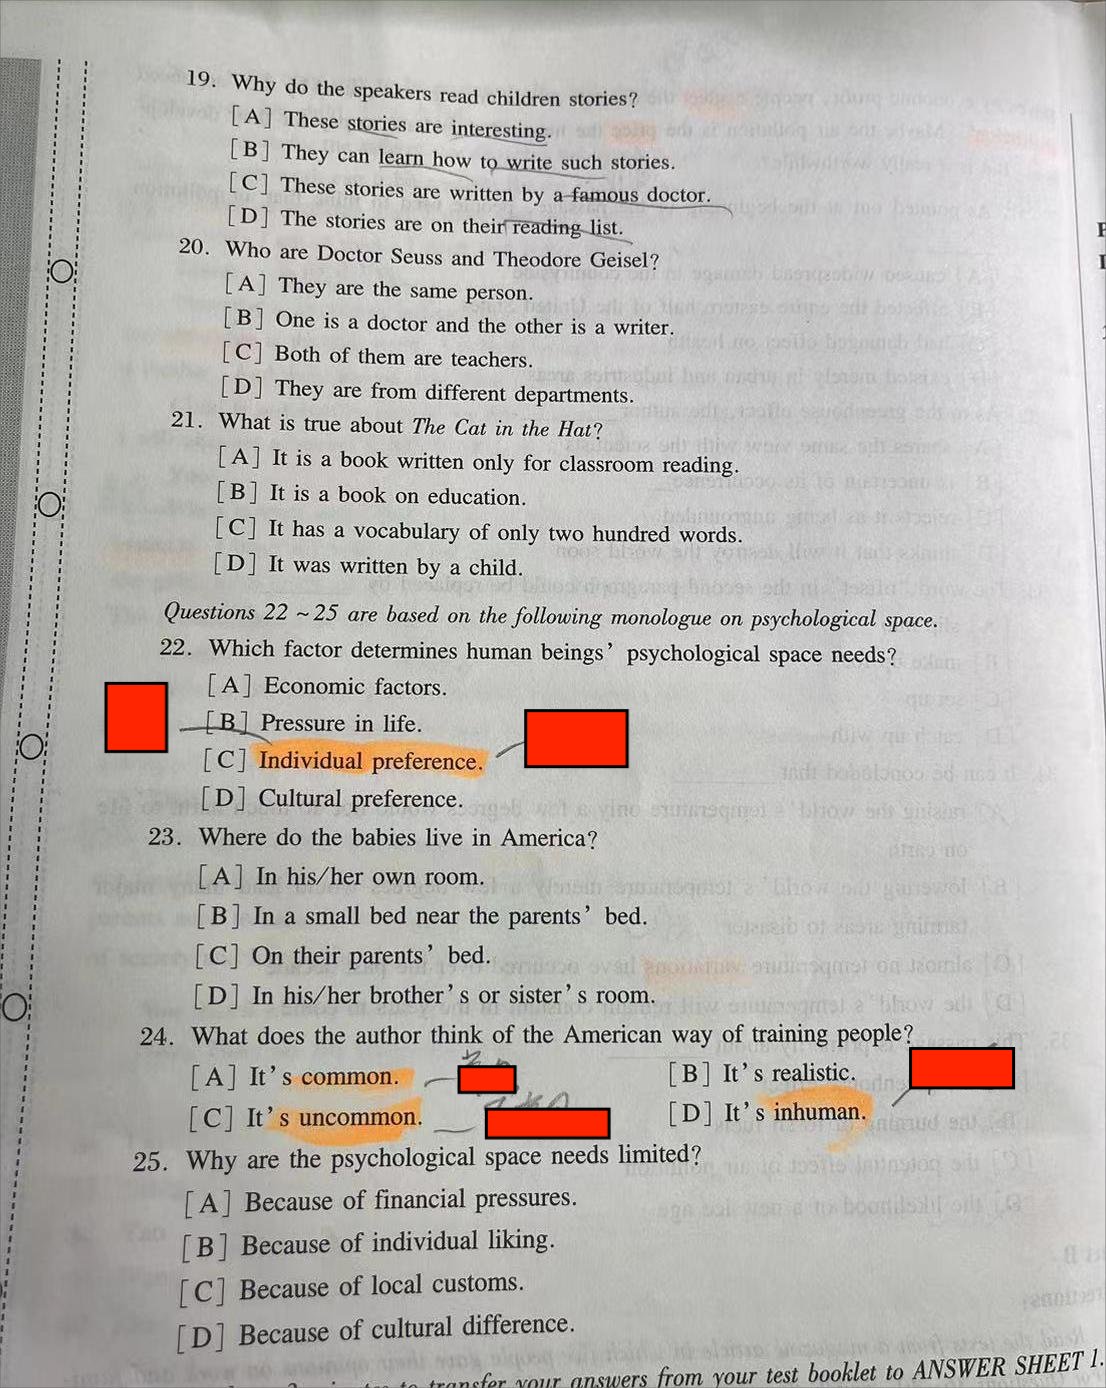 19. Why do the speakers read children stories?
[A] These stories are interesting.
[B] They can learn how to write such stories.
[C] These stories are written by a famous doctor.
[D] The stories are on their reading list.
20. Who are Doctor Seuss and Theodore Geisel?
[A] They are the same person.
[B] One is a doctor and the other is a writer.
[C] Both of them are teachers.
[D] They are from different departments.
21. What is true about The Cat in the Hat?
[A] It is a book written only for classroom reading.
[B] It is a book on education.
[C] It has a vocabulary of only two hundred words.
[D] It was written by a child.
Questions 22~25 are based on the following monologue on psychological space.
22. Which factor determines human beings' psychological space needs?
[A] Economic factors.
[B] Pressure in life.
[C] Individual preference.
[D] Cultural preference.
23. Where do the babies live in America?
[A] In his/her own room.
[B] In a small bed near the parents' bed.
[C] On their parents' bed.
[D] In his/her brother's or sister's room.
24. What does the author think of the American way of training people?
[A] It's common. [B] It's realistic.
[C] It's uncommon. [D] It's inhuman.
25. Why are the psychological space needs limited?
[A] Because of financial pressures.
[B] Because of individual liking.
[C] Because of local customs.
[D] Because of cultural difference.
to transfer your answers from your test booklet to ANSWER SHEET 1.